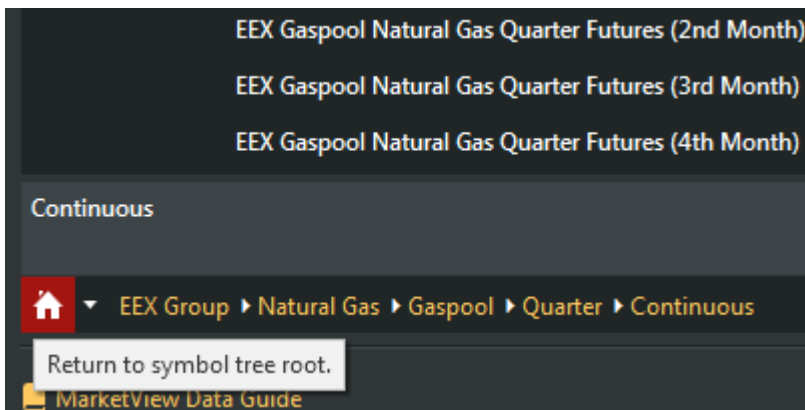 EEX Gaspool Natural Gas Quarter Futures (2nd Month)
EEX Gaspool Natural Gas Quarter Futures (3rd Month)
EEX Gaspool Natural Gas Quarter Futures (4th Month)
Continuous
EEX Group Natural Gas Gaspool Quarter Continuous
Return to symbol tree root.
MarketView Data Guide